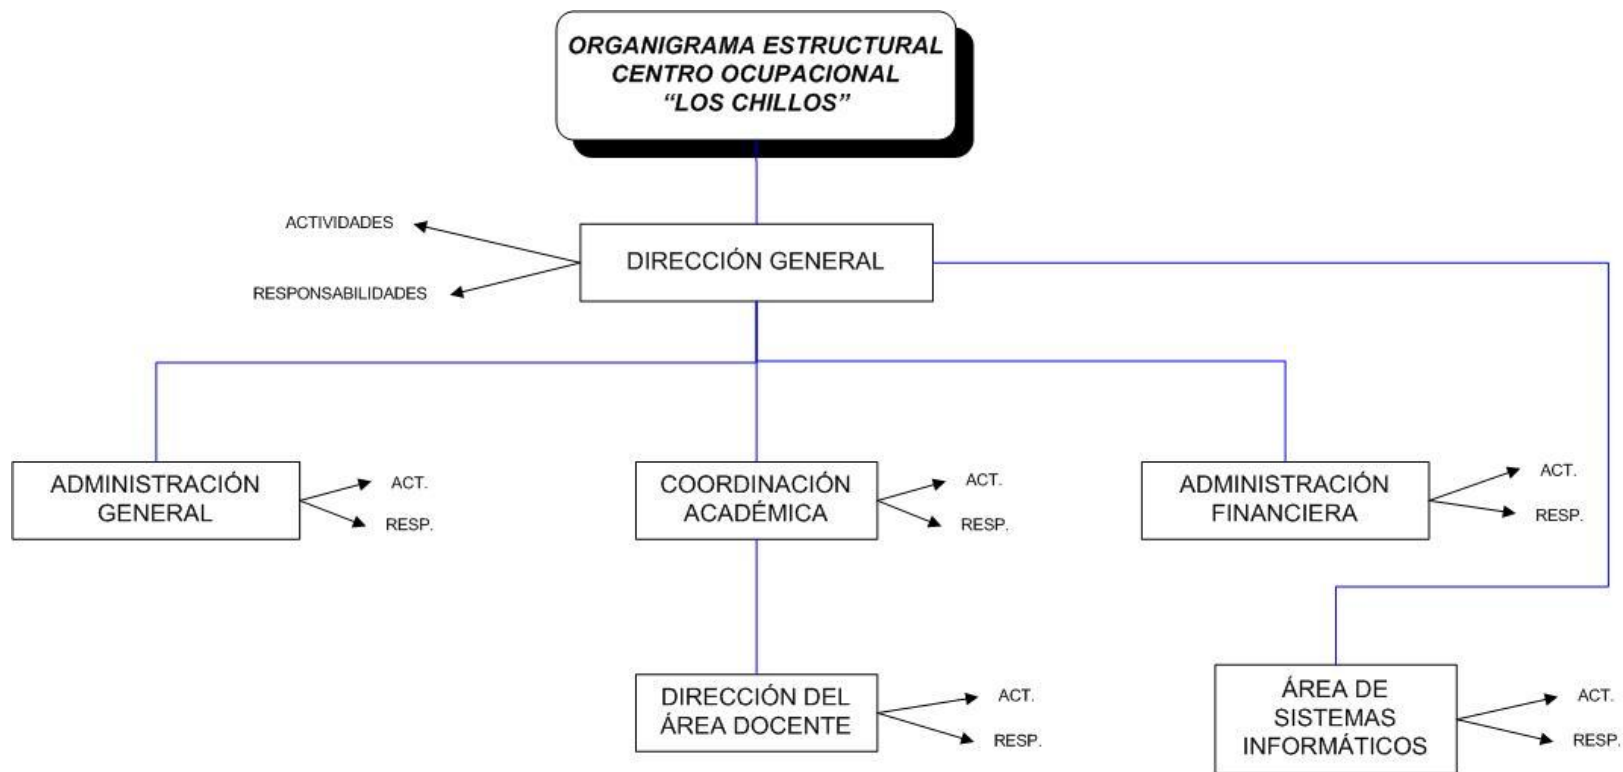 ORGANIGRAMA ESTRUCTURAL
CENTRO OCUPACIONAL
“LOS CHILLOS”
ACTIVIDADES
DIRECCIÓN GENERAL
RESPONSABILIDADES
ADMINISTRACIÓN
GENERAL
ACT.
RESP.
COORDINACIÓN
ACADÉMICA
ACT.
RESP.
ADMINISTRACIÓN
FINANCIERA
ACT.
RESP.
DIRECCIÓN DEL
ÁREA DOCENTE
ACT.
RESP.
ÁREA DE
SISTEMAS
INFORMÁTICOS
ACT.
RESP.